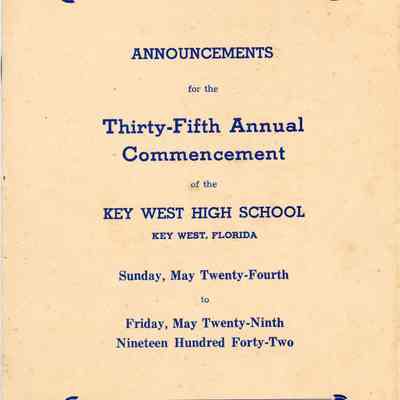 ANNOUNCEMENTS
for the
Thirty-Fifth Annual
Commencement
of the
KEY WEST HIGH SCHOOL
KEY WEST, FLORIDA
Sunday, May Twenty-Fourth
to
Friday, May Twenty-Ninth
Nineteen Hundred Forty-Two